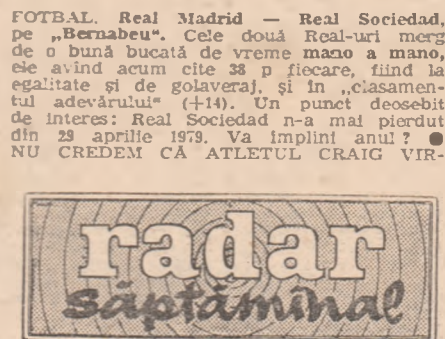 FOTBAL. Real Madrid — Real Sociedad,
pe „Bernabeu“. Cele două Real-uri merg
de o bună bucată de vreme mano a mano,
ele avînd acum cîte 38 p fiecare, fiind la
egalitate și de golaveraj, și în „clasamen-
tul adevărului“ (+14). Un punct deosebit
de interes: Real Sociedad n-a mai pierdut
din 29 aprilie 1979. Va împlini anul ? ●
NU CREDEM CĂ ATLETUL CRAIG VIR-
radar
săptămînal